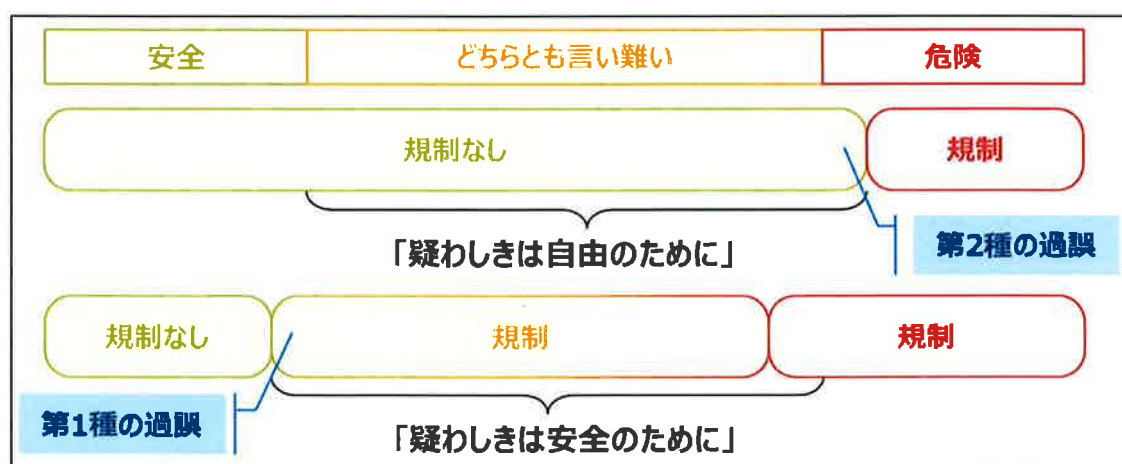 安全 どちらとも言い難い 危険
規制なし 規制
「疑わしきは自由のために」
第2種の過誤
規制なし 規制 規制
第1種の過誤
「疑わしきは安全のために」